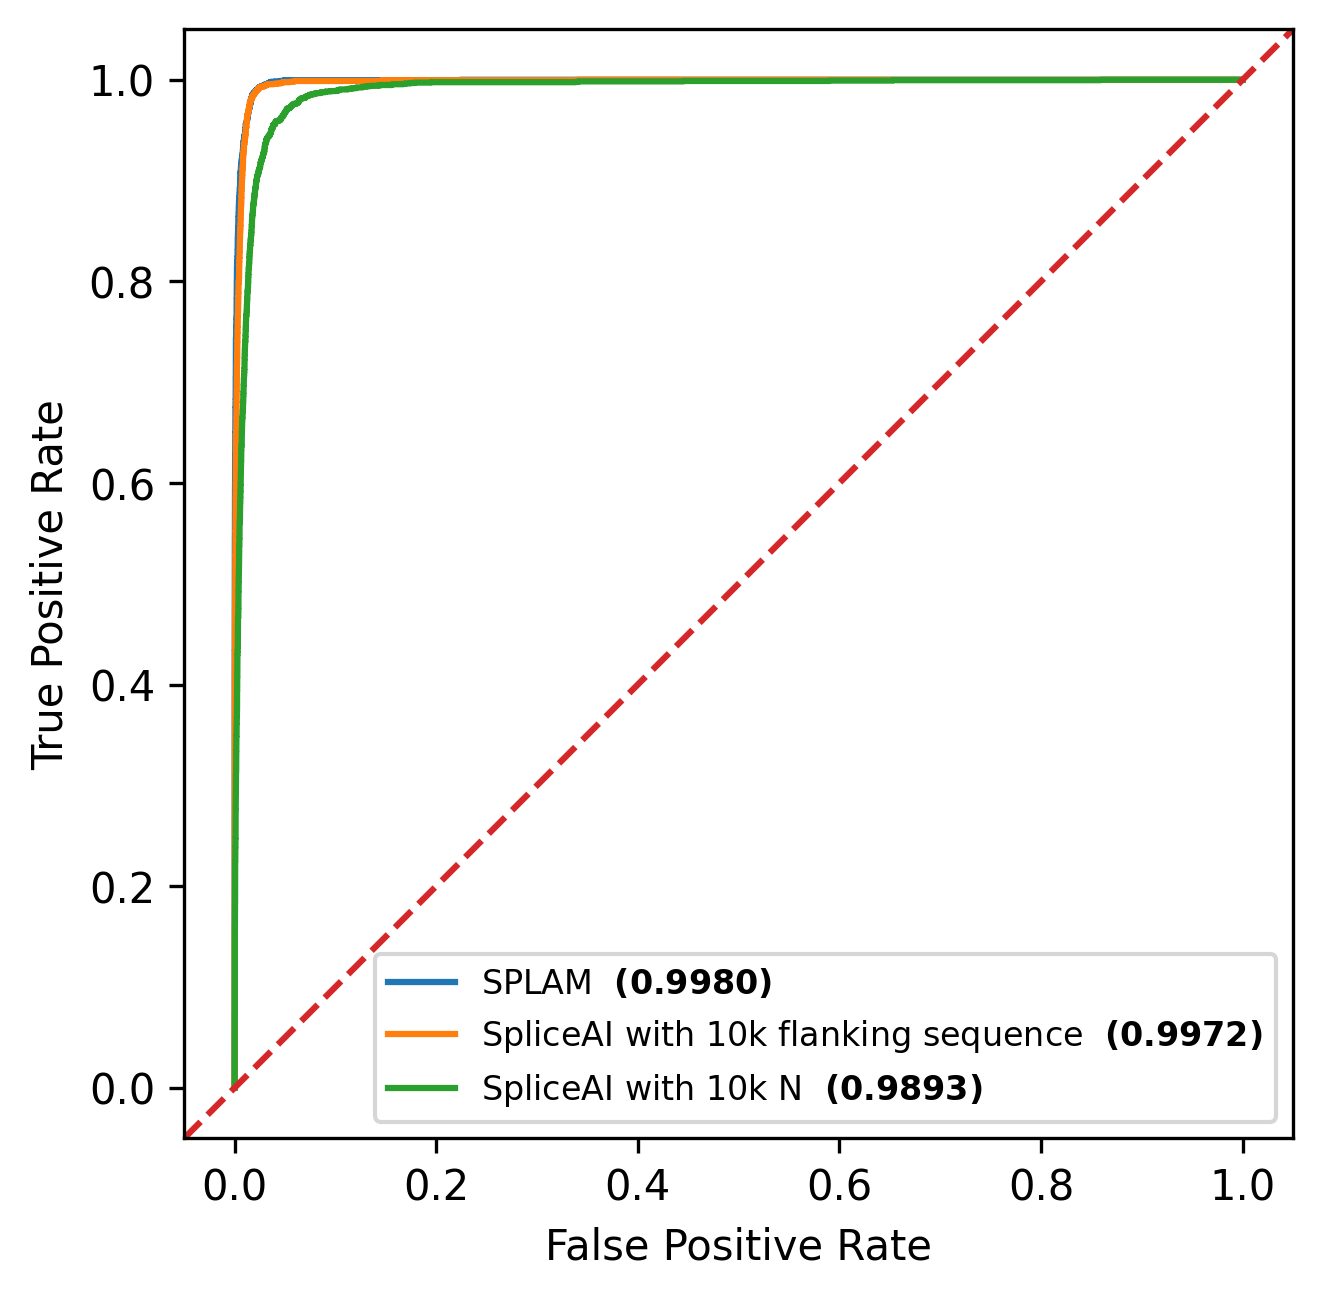 1.0
0.8
0.6
0.4
0.2
0.0
True Positive Rate
SPLAM (0.9980)
SpliceAI with 10k flanking sequence (0.9972)
SpliceAI with 10k N (0.9893)
0.0 0.2 0.4 0.6 0.8 1.0
False Positive Rate